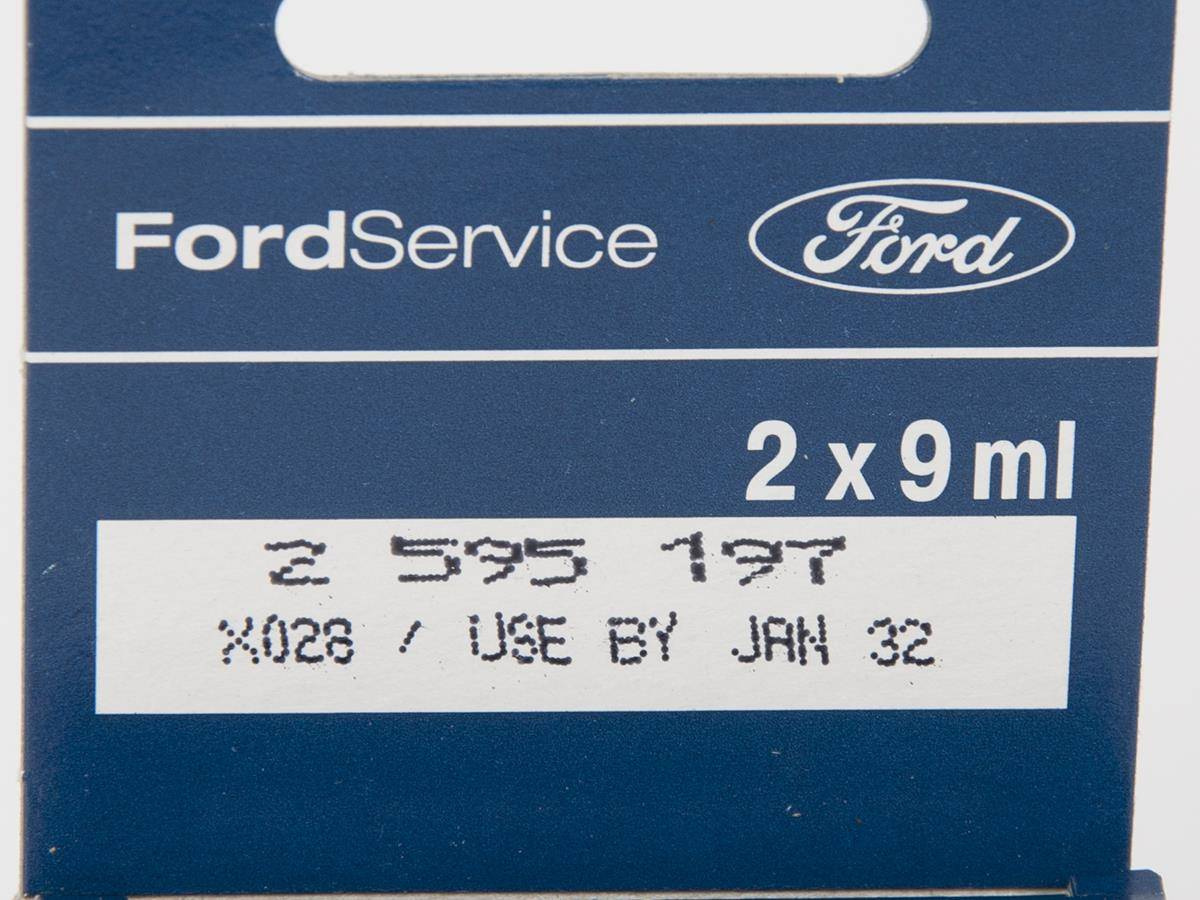 FordService Ford
2 x 9 ml
2 595 197
X028 / USE BY JAN 32